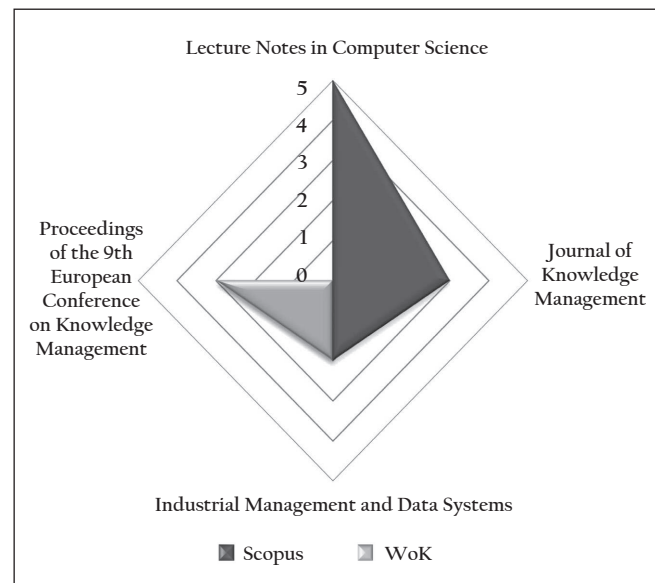 Lecture Notes in Computer Science
5
4
3
2
1
0
Proceedings
of the 9th
European
Conference
on Knowledge
Management
Journal of
Knowledge
Management
Industrial Management and Data Systems
Scopus WoK